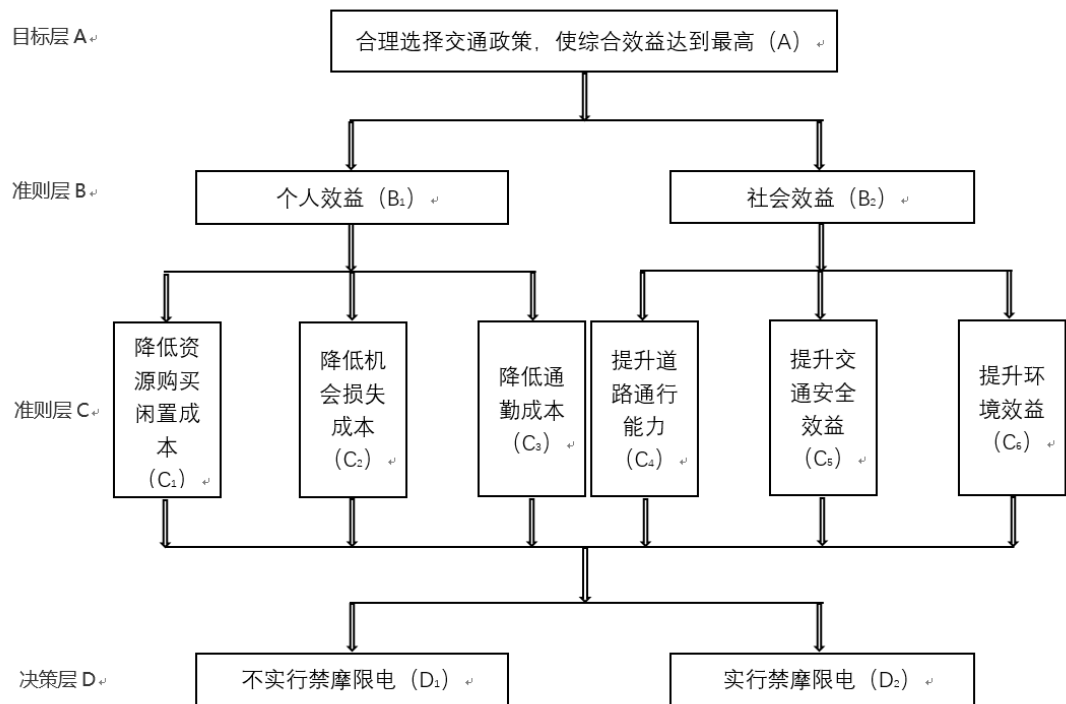 目标层 A
合理选择交通政策，使综合效益达到最高（A）
准则层 B
个人效益（B₁）
社会效益（B₂）
准则层 C
降低资
源购买
闲置成
本
（C₁）
降低机
会损失
成本
（C₂）
降低通
勤成本
（C₃）
提升道
路通行
能力
（C₄）
提升交
通安全
效益
（C₅）
提升环
境效益
（C₆）
决策层 D
不实行禁摩限电（D₁）
实行禁摩限电（D₂）